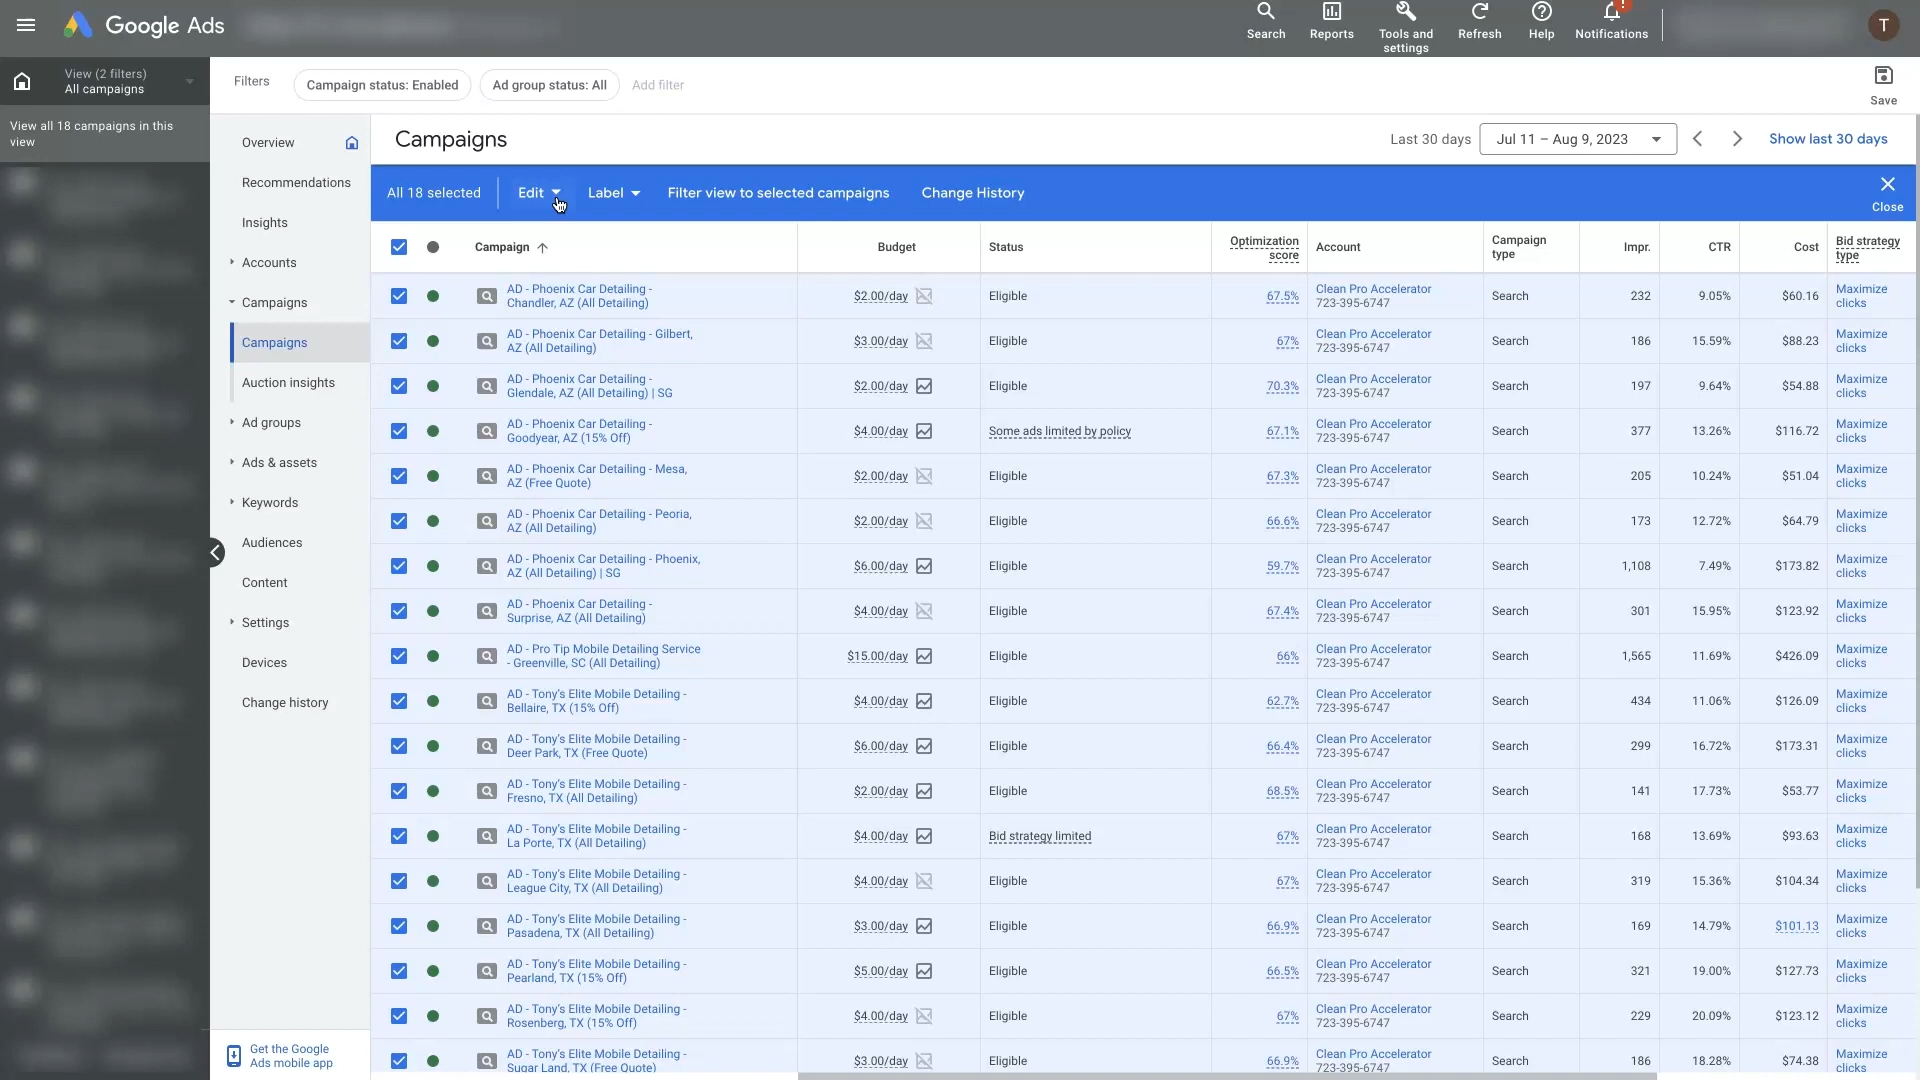 Google Ads
Search
Reports
Tools and
settings
Refresh
Help
Notifications
!
T
View (2 filters)
All campaigns
View all 18 campaigns in this
view
Filters
Campaign status: Enabled
Ad group status: All
Add filter
Save
Overview
Recommendations
Insights
Accounts
Campaigns
Campaigns
Auction insights
Ad groups
Ads & assets
Keywords
Audiences
Content
Settings
Devices
Change history
Get the Google
Ads mobile app
Campaigns
Last 30 days
Jul 11 – Aug 9, 2023
Show last 30 days
All 18 selected
Edit
Label
Filter view to selected campaigns
Change History
Close
Campaign
Budget
Status
Optimization
score
Account
Campaign
type
Impr.
CTR
Cost
Bid strategy
type
AD - Phoenix Car Detailing - $2.00/day Eligible 67.5% Clean Pro Accelerator Search 232 9.05% $60.16 Maximize
Chandler, AZ (All Detailing) 723-395-6747 clicks
AD - Phoenix Car Detailing - Gilbert, $3.00/day Eligible 67% Clean Pro Accelerator Search 186 15.59% $88.23 Maximize
AZ (All Detailing) 723-395-6747 clicks
AD - Phoenix Car Detailing - $2.00/day Eligible 70.3% Clean Pro Accelerator Search 197 9.64% $54.88 Maximize
Glendale, AZ (All Detailing) | SG 723-395-6747 clicks
AD - Phoenix Car Detailing - $4.00/day Some ads limited by policy 67.1% Clean Pro Accelerator Search 377 13.26% $116.72 Maximize
Goodyear, AZ (15% Off) 723-395-6747 clicks
AD - Phoenix Car Detailing - Mesa, $2.00/day Eligible 67.3% Clean Pro Accelerator Search 205 10.24% $51.04 Maximize
AZ (Free Quote) 723-395-6747 clicks
AD - Phoenix Car Detailing - Peoria, $2.00/day Eligible 66.6% Clean Pro Accelerator Search 173 12.72% $64.79 Maximize
AZ (All Detailing) 723-395-6747 clicks
AD - Phoenix Car Detailing - Phoenix, $6.00/day Eligible 59.7% Clean Pro Accelerator Search 1,108 7.49% $173.82 Maximize
AZ (All Detailing) | SG 723-395-6747 clicks
AD - Phoenix Car Detailing - $4.00/day Eligible 67.4% Clean Pro Accelerator Search 301 15.95% $123.92 Maximize
Surprise, AZ (All Detailing) 723-395-6747 clicks
AD - Pro Tip Mobile Detailing Service $15.00/day Eligible 66% Clean Pro Accelerator Search 1,565 11.69% $426.09 Maximize
- Greenville, SC (All Detailing) 723-395-6747 clicks
AD - Tony's Elite Mobile Detailing - $4.00/day Eligible 62.7% Clean Pro Accelerator Search 434 11.06% $126.09 Maximize
Bellaire, TX (15% Off) 723-395-6747 clicks
AD - Tony's Elite Mobile Detailing - $6.00/day Eligible 66.4% Clean Pro Accelerator Search 299 16.72% $173.31 Maximize
Deer Park, TX (Free Quote) 723-395-6747 clicks
AD - Tony's Elite Mobile Detailing - $2.00/day Eligible 68.5% Clean Pro Accelerator Search 141 17.73% $53.77 Maximize
Fresno, TX (All Detailing) 723-395-6747 clicks
AD - Tony's Elite Mobile Detailing - $4.00/day Bid strategy limited 67% Clean Pro Accelerator Search 168 13.69% $93.63 Maximize
La Porte, TX (All Detailing) 723-395-6747 clicks
AD - Tony's Elite Mobile Detailing - $4.00/day Eligible 67% Clean Pro Accelerator Search 319 15.36% $104.34 Maximize
League City, TX (All Detailing) 723-395-6747 clicks
AD - Tony's Elite Mobile Detailing - $3.00/day Eligible 66.9% Clean Pro Accelerator Search 169 14.79% $101.13 Maximize
Pasadena, TX (All Detailing) 723-395-6747 clicks
AD - Tony's Elite Mobile Detailing - $5.00/day Eligible 66.5% Clean Pro Accelerator Search 321 19.00% $127.73 Maximize
Pearland, TX (15% Off) 723-395-6747 clicks
AD - Tony's Elite Mobile Detailing - $4.00/day Eligible 67% Clean Pro Accelerator Search 229 20.09% $123.12 Maximize
Rosenberg, TX (15% Off) 723-395-6747 clicks
AD - Tony's Elite Mobile Detailing - $3.00/day Eligible 66.9% Clean Pro Accelerator Search 186 18.28% $74.38 Maximize
Sugar Land, TX (Free Quote) 723-395-6747 clicks